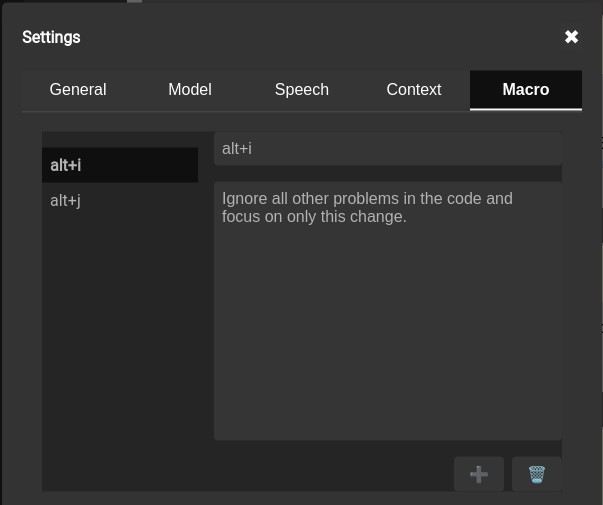 Settings
General Model Speech Context Macro
alt+i
alt+j
alt+i
Ignore all other problems in the code and
focus on only this change.